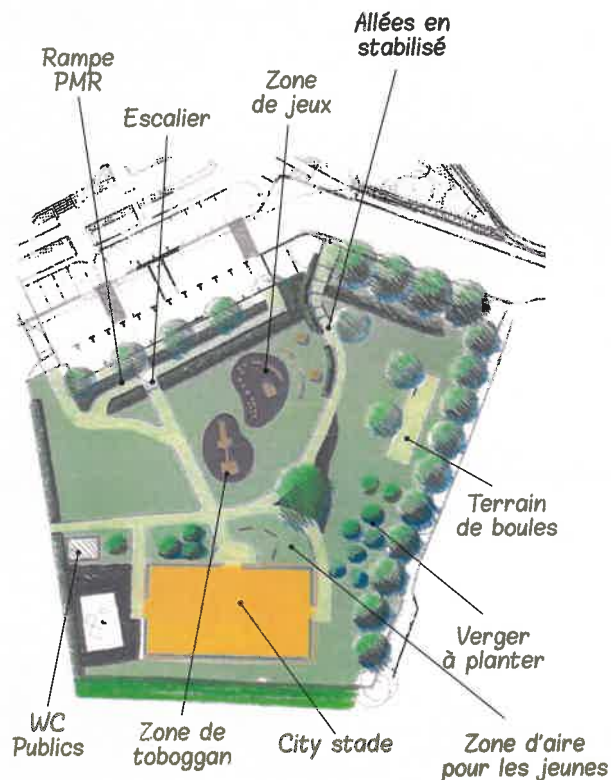 Allées en
stabilisé
Rampe
PMR
Zone
de jeux
Escalier
Terrain
de boules
Verger
à planter
WC
Publics
Zone de
toboggan
City stade
Zone d'aire
pour les jeunes